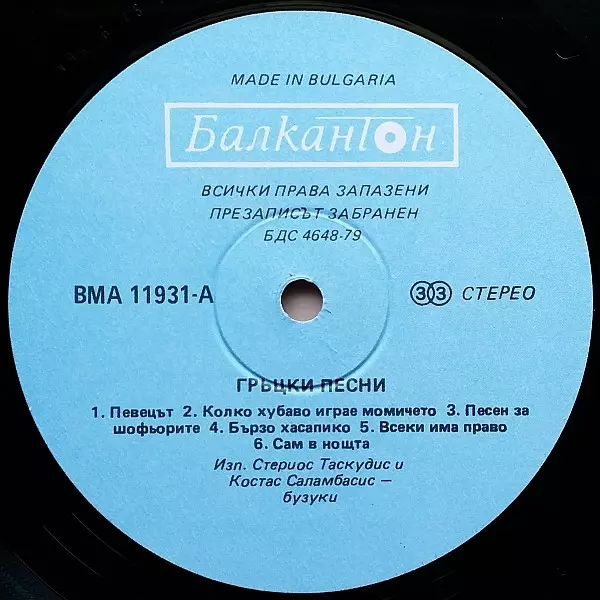 MADE IN BULGARIA
Балкантон
ВСИЧКИ ПРАВА ЗАПАЗЕНИ
ПРЕЗАПИСЪТ ЗАБРАНЕН
БДС 4648-79
ВМА 11931-А
33 СТЕРЕО
ГРЪЦКИ ПЕСНИ
1. Певецът 2. Колко хубаво играе момичето 3. Песен за
шофьорите 4. Бързо хасапико 5. Всеки има право
6. Сам в нощта
Изп. Стериос Таскудис и
Костас Саламбасис —
бузуки